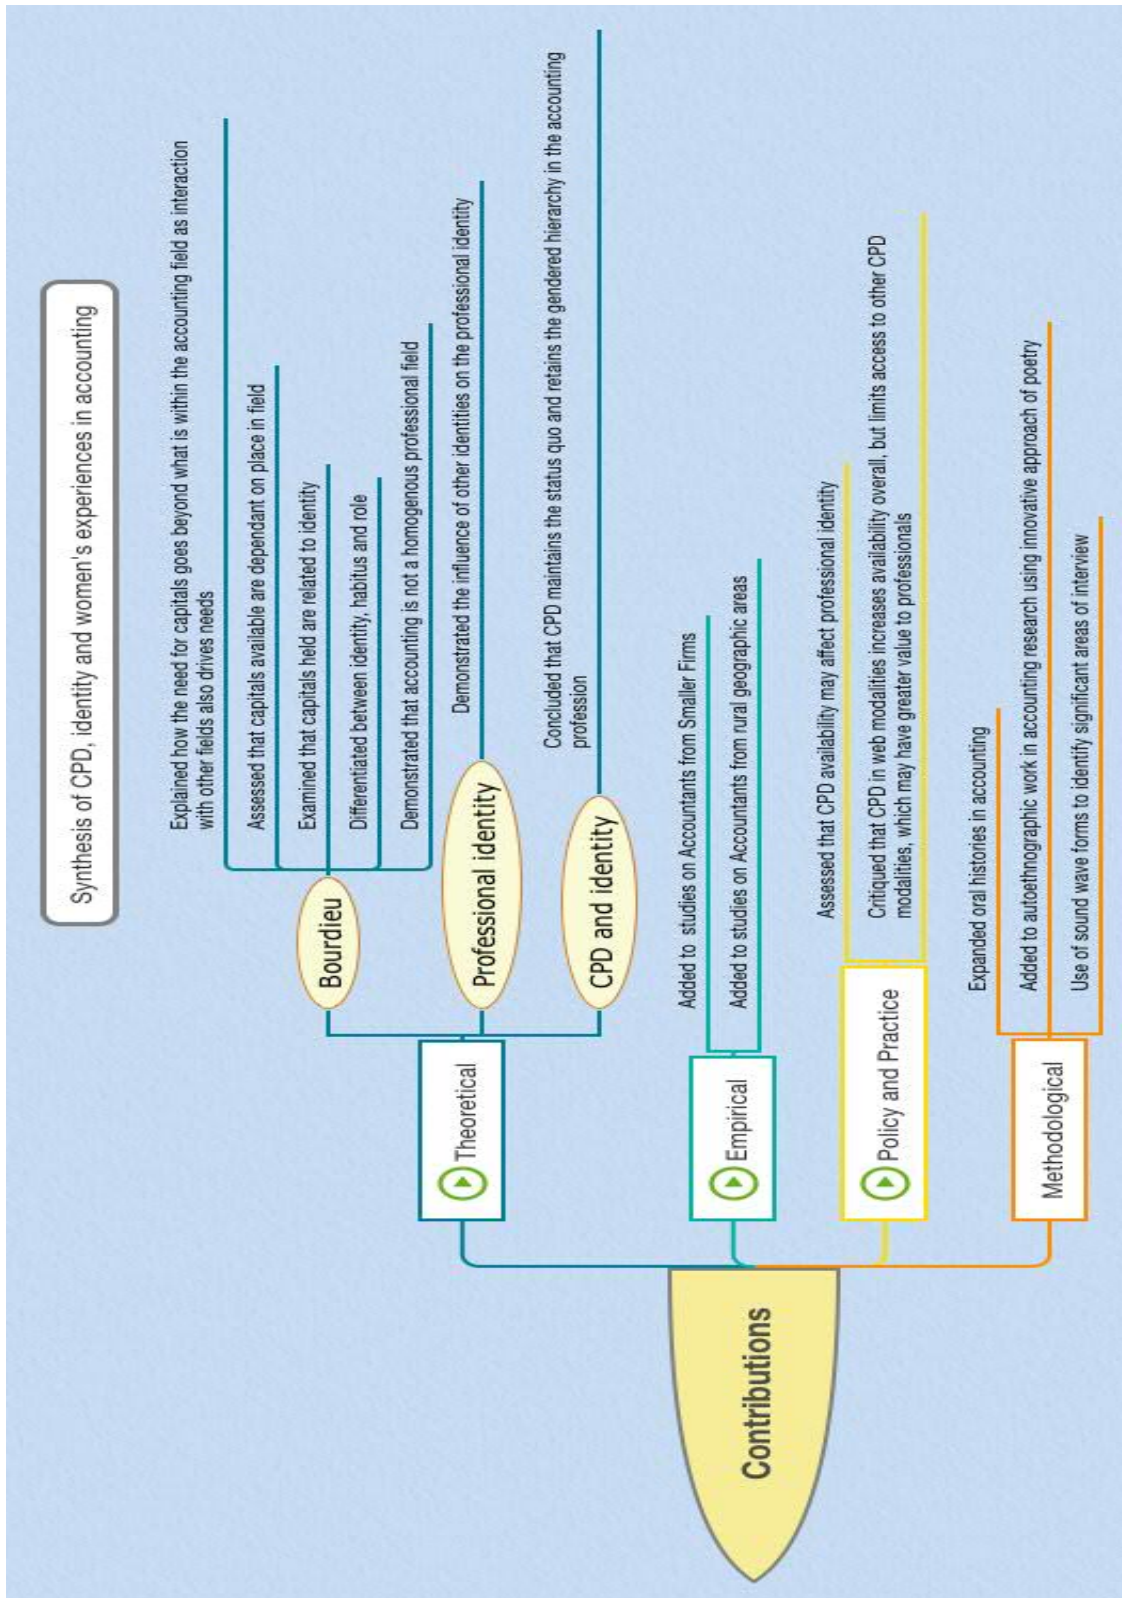 Synthesis of CPD, identity and women's experiences in accounting
Contributions
Theoretical
Bourdieu
Explained how the need for capitals goes beyond what is within the accounting field as interaction
with other fields also drives needs
Assessed that capitals available are dependant on place in field
Examined that capitals held are related to identity
Differentiated between identity, habitus and role
Demonstrated that accounting is not a homogenous professional field
Professional identity
Demonstrated the influence of other identities on the professional identity
CPD and identity
Concluded that CPD maintains the status quo and retains the gendered hierarchy in the accounting
profession
Empirical
Added to studies on Accountants from Smaller Firms
Added to studies on Accountants from rural geographic areas
Policy and Practice
Assessed that CPD availability may affect professional identity
Critiqued that CPD in web modalities increases availability overall, but limits access to other CPD
modalities, which may have greater value to professionals
Methodological
Expanded oral histories in accounting
Added to autoethnographic work in accounting research using innovative approach of poetry
Use of sound wave forms to identify significant areas of interview